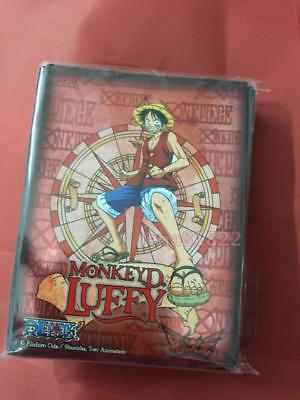 ONE PIECE
MONKEY.D.
LUFFY
ONE PIECE
© Eiichiro Oda / Shueisha, Toei Animation